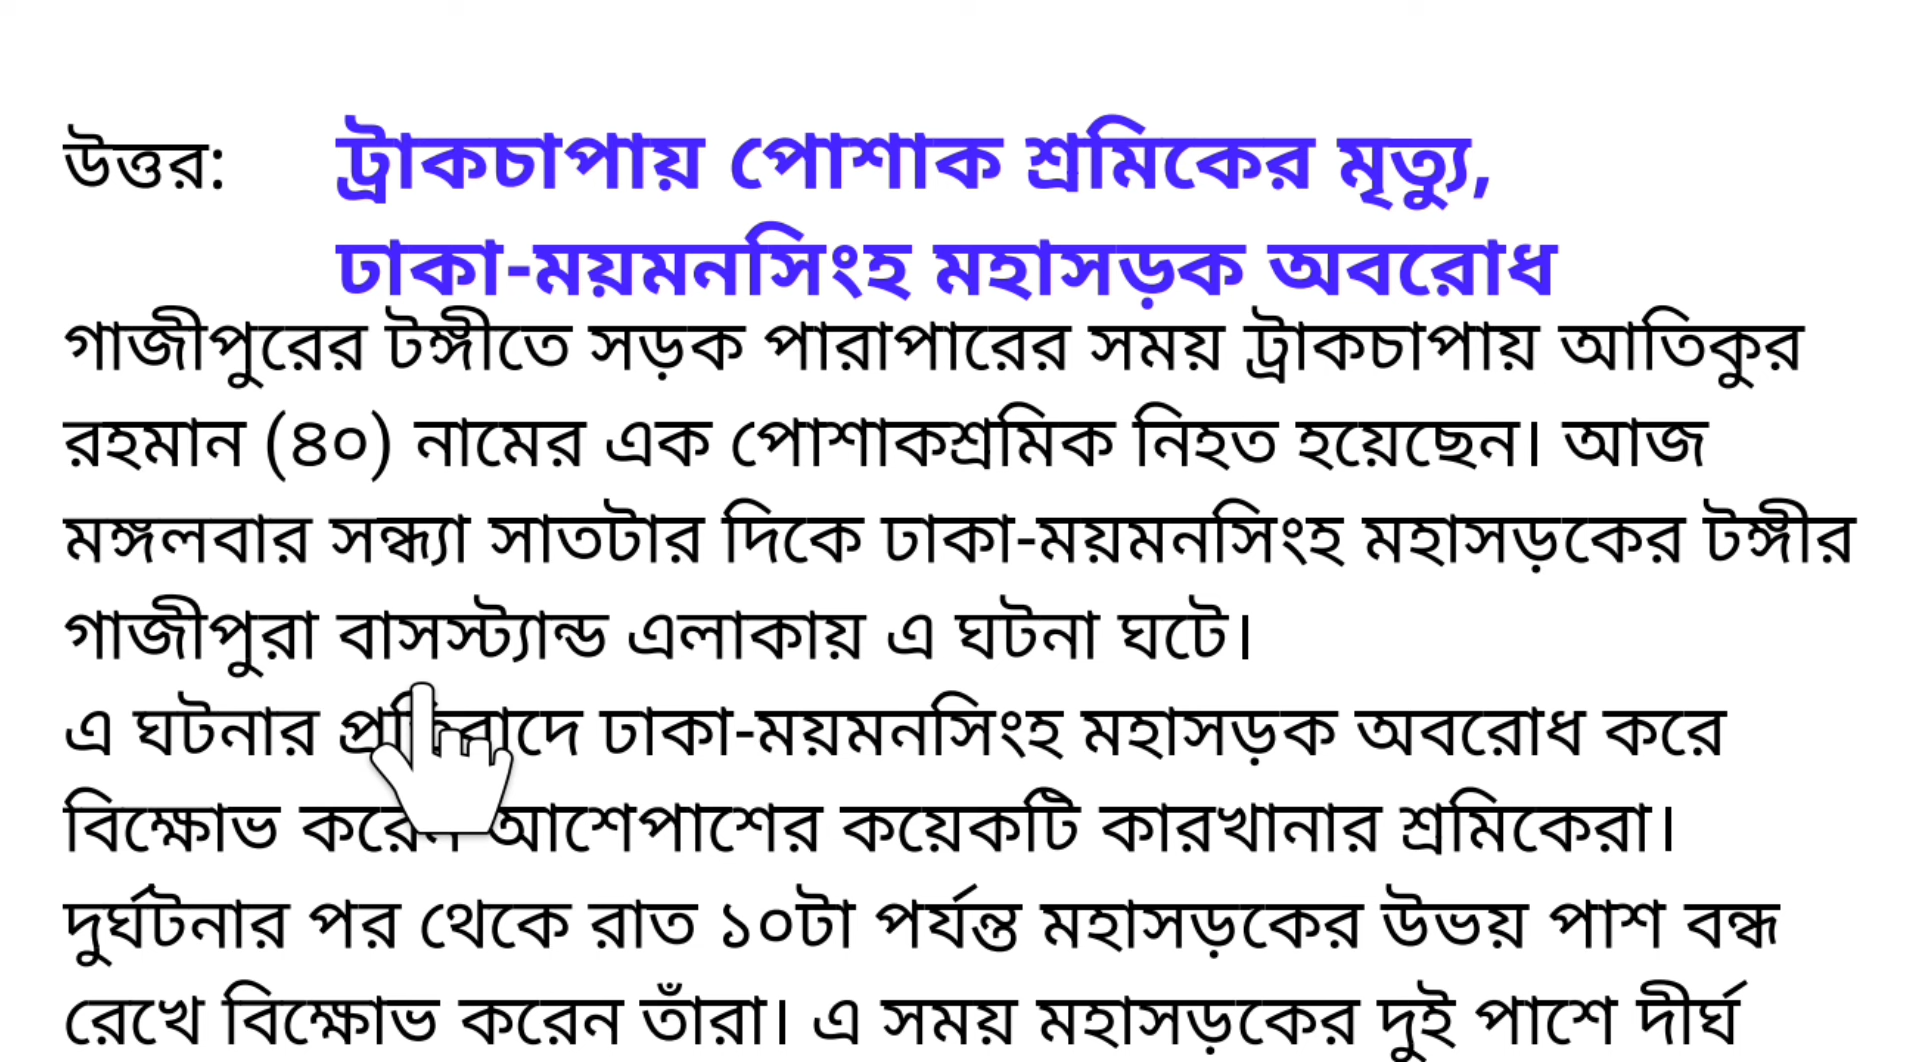 উত্তর: ট্রাকচাপায় পোশাক শ্রমিকের মৃত্যু,
ঢাকা-ময়মনসিংহ মহাসড়ক অবরোধ
গাজীপুরের টঙ্গীতে সড়ক পারাপারের সময় ট্রাকচাপায় আতিকুর
রহমান (৪০) নামের এক পোশাকশ্রমিক নিহত হয়েছেন। আজ
মঙ্গলবার সন্ধ্যা সাতটার দিকে ঢাকা-ময়মনসিংহ মহাসড়কের টঙ্গীর
গাজীপুরা বাসস্ট্যান্ড এলাকায় এ ঘটনা ঘটে।
এ ঘটনার প্রতিবাদে ঢাকা-ময়মনসিংহ মহাসড়ক অবরোধ করে
বিক্ষোভ করেন আশেপাশের কয়েকটি কারখানার শ্রমিকেরা।
দুর্ঘটনার পর থেকে রাত ১০টা পর্যন্ত মহাসড়কের উভয় পাশ বন্ধ
রেখে বিক্ষোভ করেন তাঁরা। এ সময় মহাসড়কের দুই পাশে দীর্ঘ